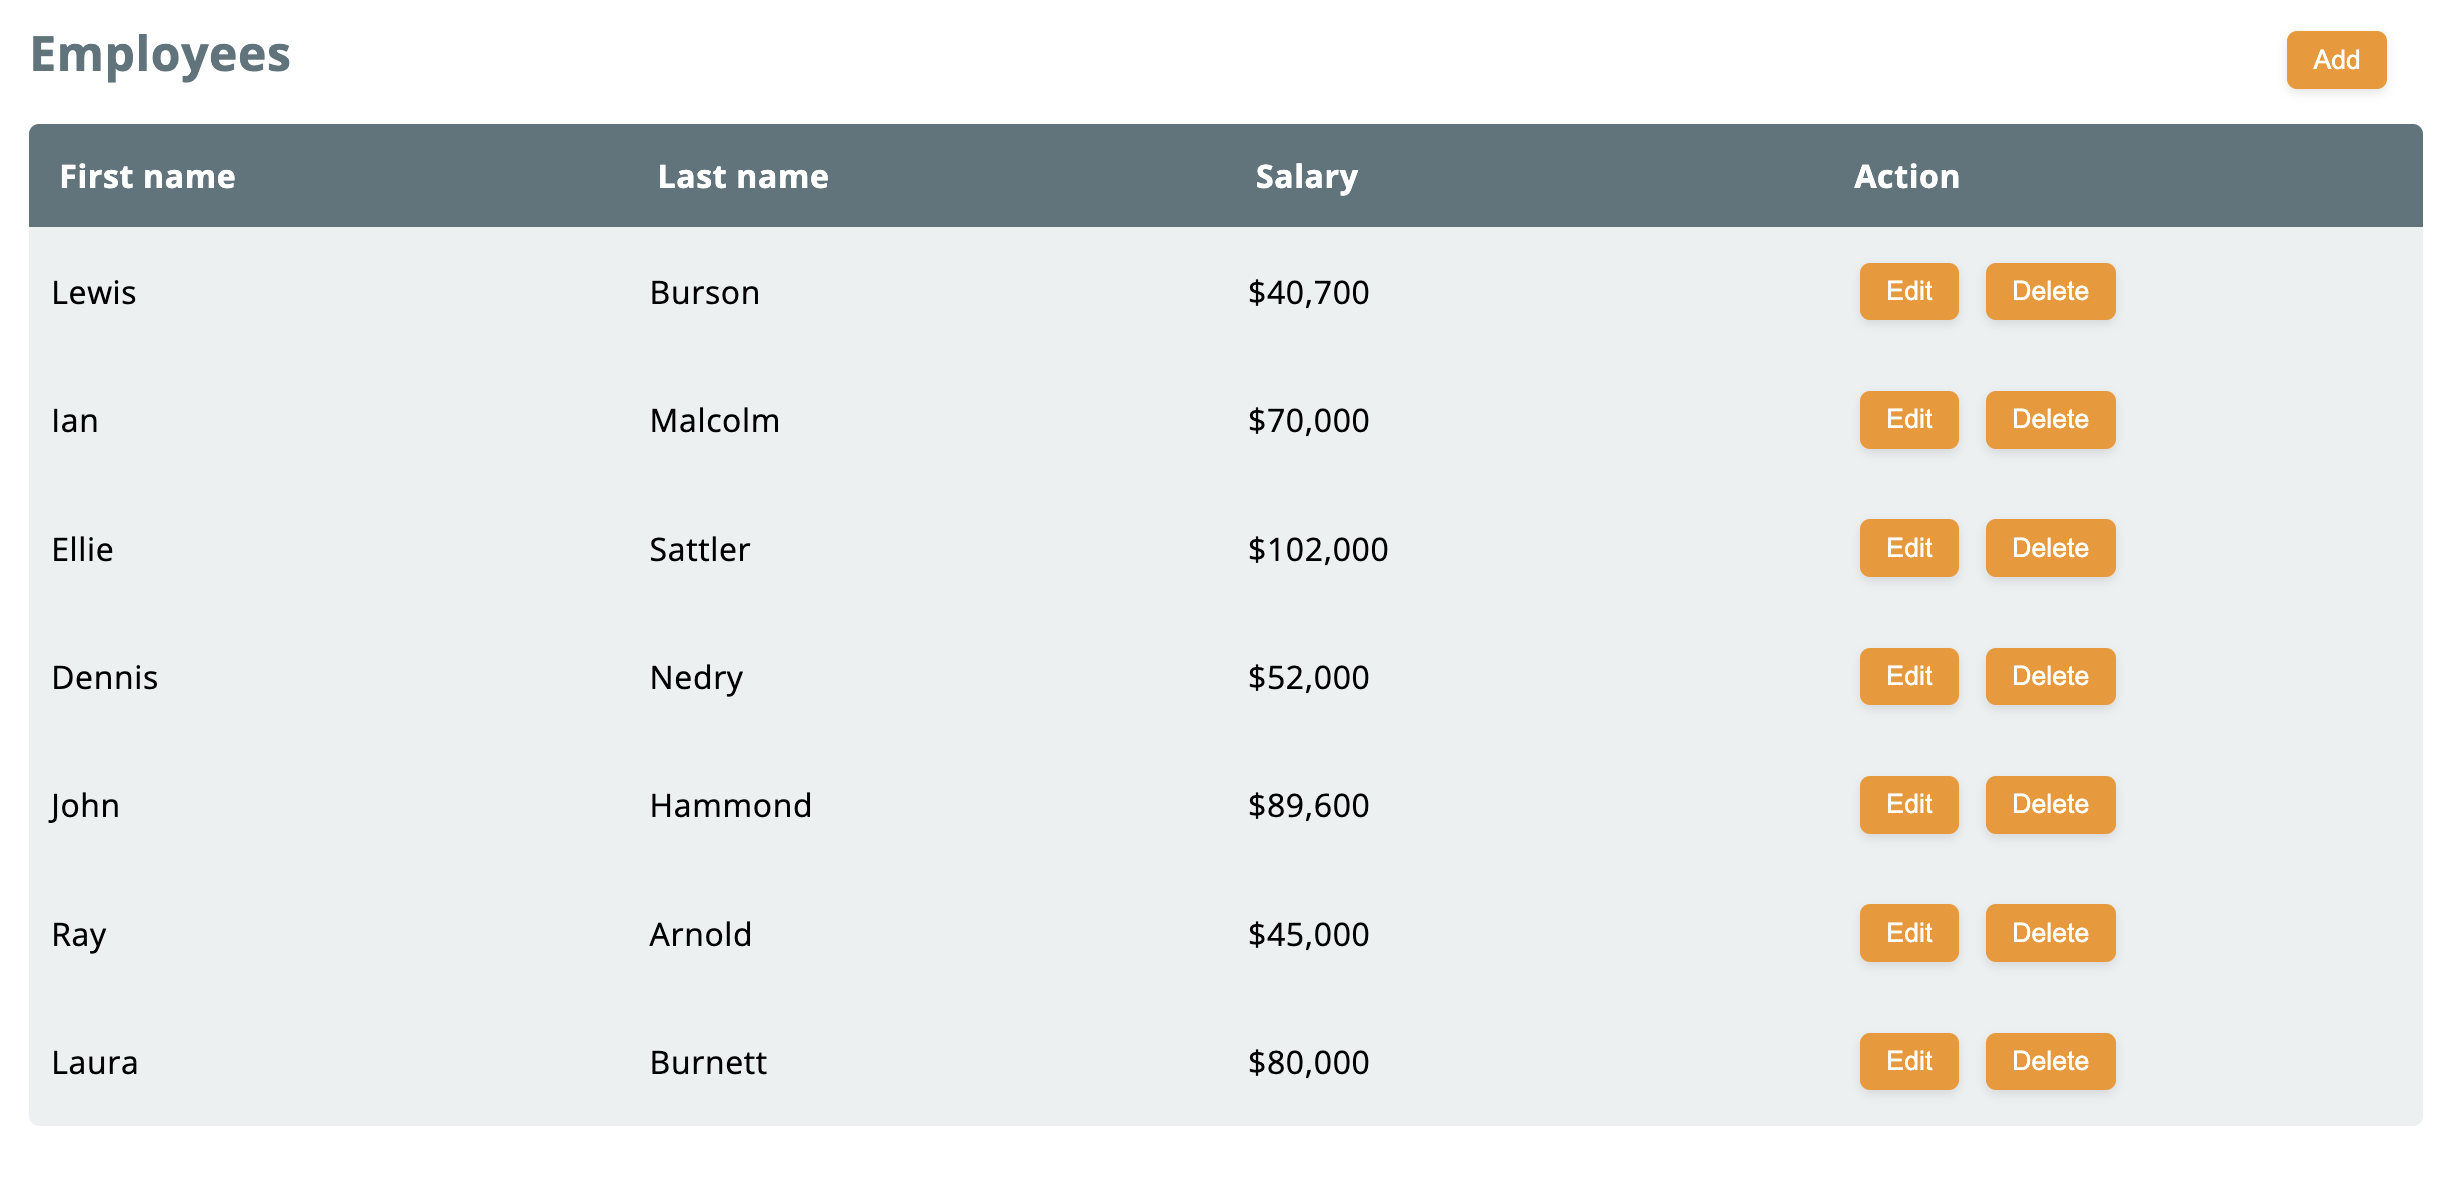 Employees Add
First name Last name Salary Action
Lewis Burson $40,700 Edit Delete
Ian Malcolm $70,000 Edit Delete
Ellie Sattler $102,000 Edit Delete
Dennis Nedry $52,000 Edit Delete
John Hammond $89,600 Edit Delete
Ray Arnold $45,000 Edit Delete
Laura Burnett $80,000 Edit Delete